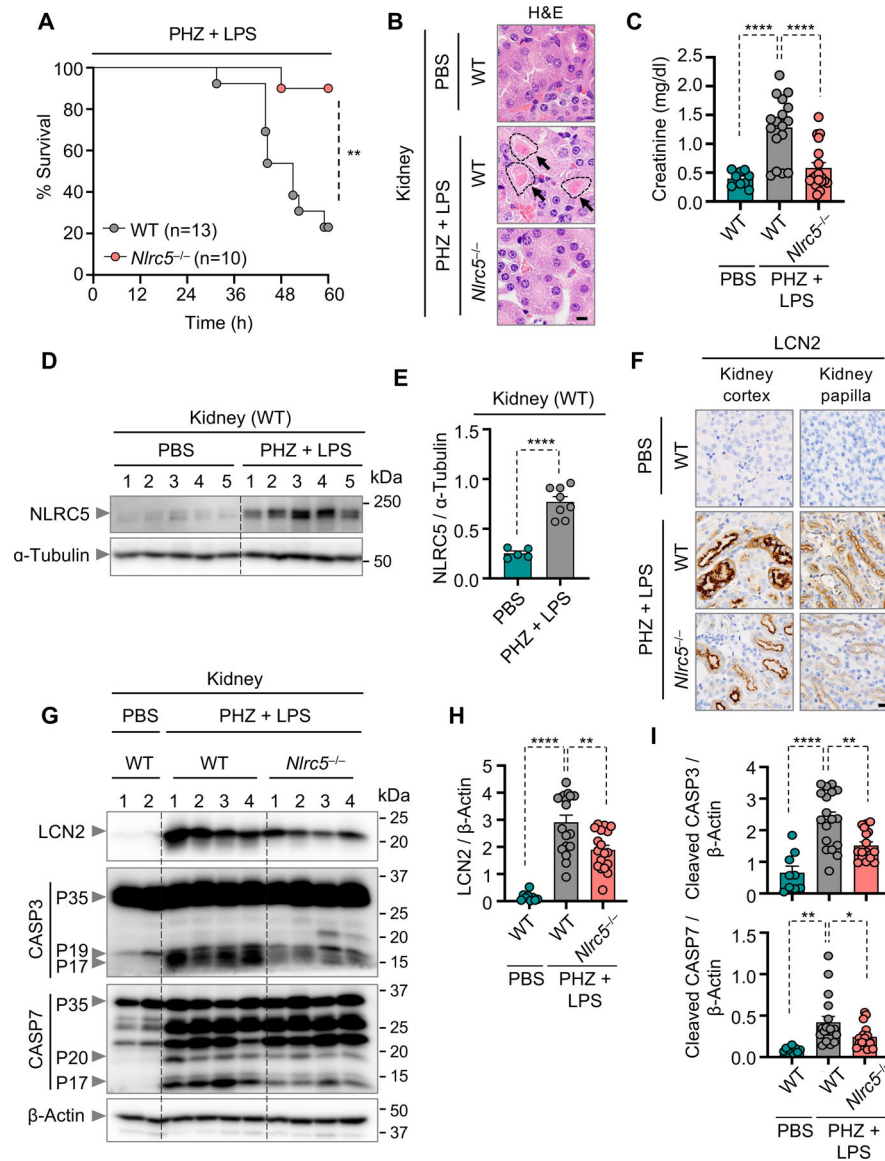 A
PHZ + LPS
% Survival
100
80
60
40
20
0
0 12 24 36 48 60
Time (h)
WT (n=13)
Nlrc5–/– (n=10)
**
B
H&E
Kidney
PBS
WT
PHZ + LPS
WT
Nlrc5–/–
C
**** ****
Creatinine (mg/dl)
2.5
2.0
1.5
1.0
0.5
0.0
WT WT Nlrc5–/–
PBS PHZ + LPS
D
Kidney (WT)
PBS PHZ + LPS
1 2 3 4 5 1 2 3 4 5 kDa
NLRC5 250
α-Tubulin 50
E
Kidney (WT)
NLRC5 / α-Tubulin
1.5
1.0
0.5
0.0
****
PBS
PHZ + LPS
F
LCN2
Kidney cortex
Kidney papilla
PBS
WT
PHZ + LPS
WT
Nlrc5–/–
G
Kidney
PBS PHZ + LPS
WT WT Nlrc5–/–
1 2 1 2 3 4 1 2 3 4 kDa
LCN2
25
20
CASP3
P35
P19
P17
37
25
20
15
CASP7
P35
P20
P17
37
25
20
15
β-Actin
50
37
H
LCN2 / β-Actin
5
4
3
2
1
0
**** **
WT WT Nlrc5–/–
PBS PHZ + LPS
I
Cleaved CASP3 / β-Actin
4
3
2
1
0
**** **
Cleaved CASP7 / β-Actin
1.5
1.0
0.5
0.0
** *
WT WT Nlrc5–/–
PBS PHZ + LPS